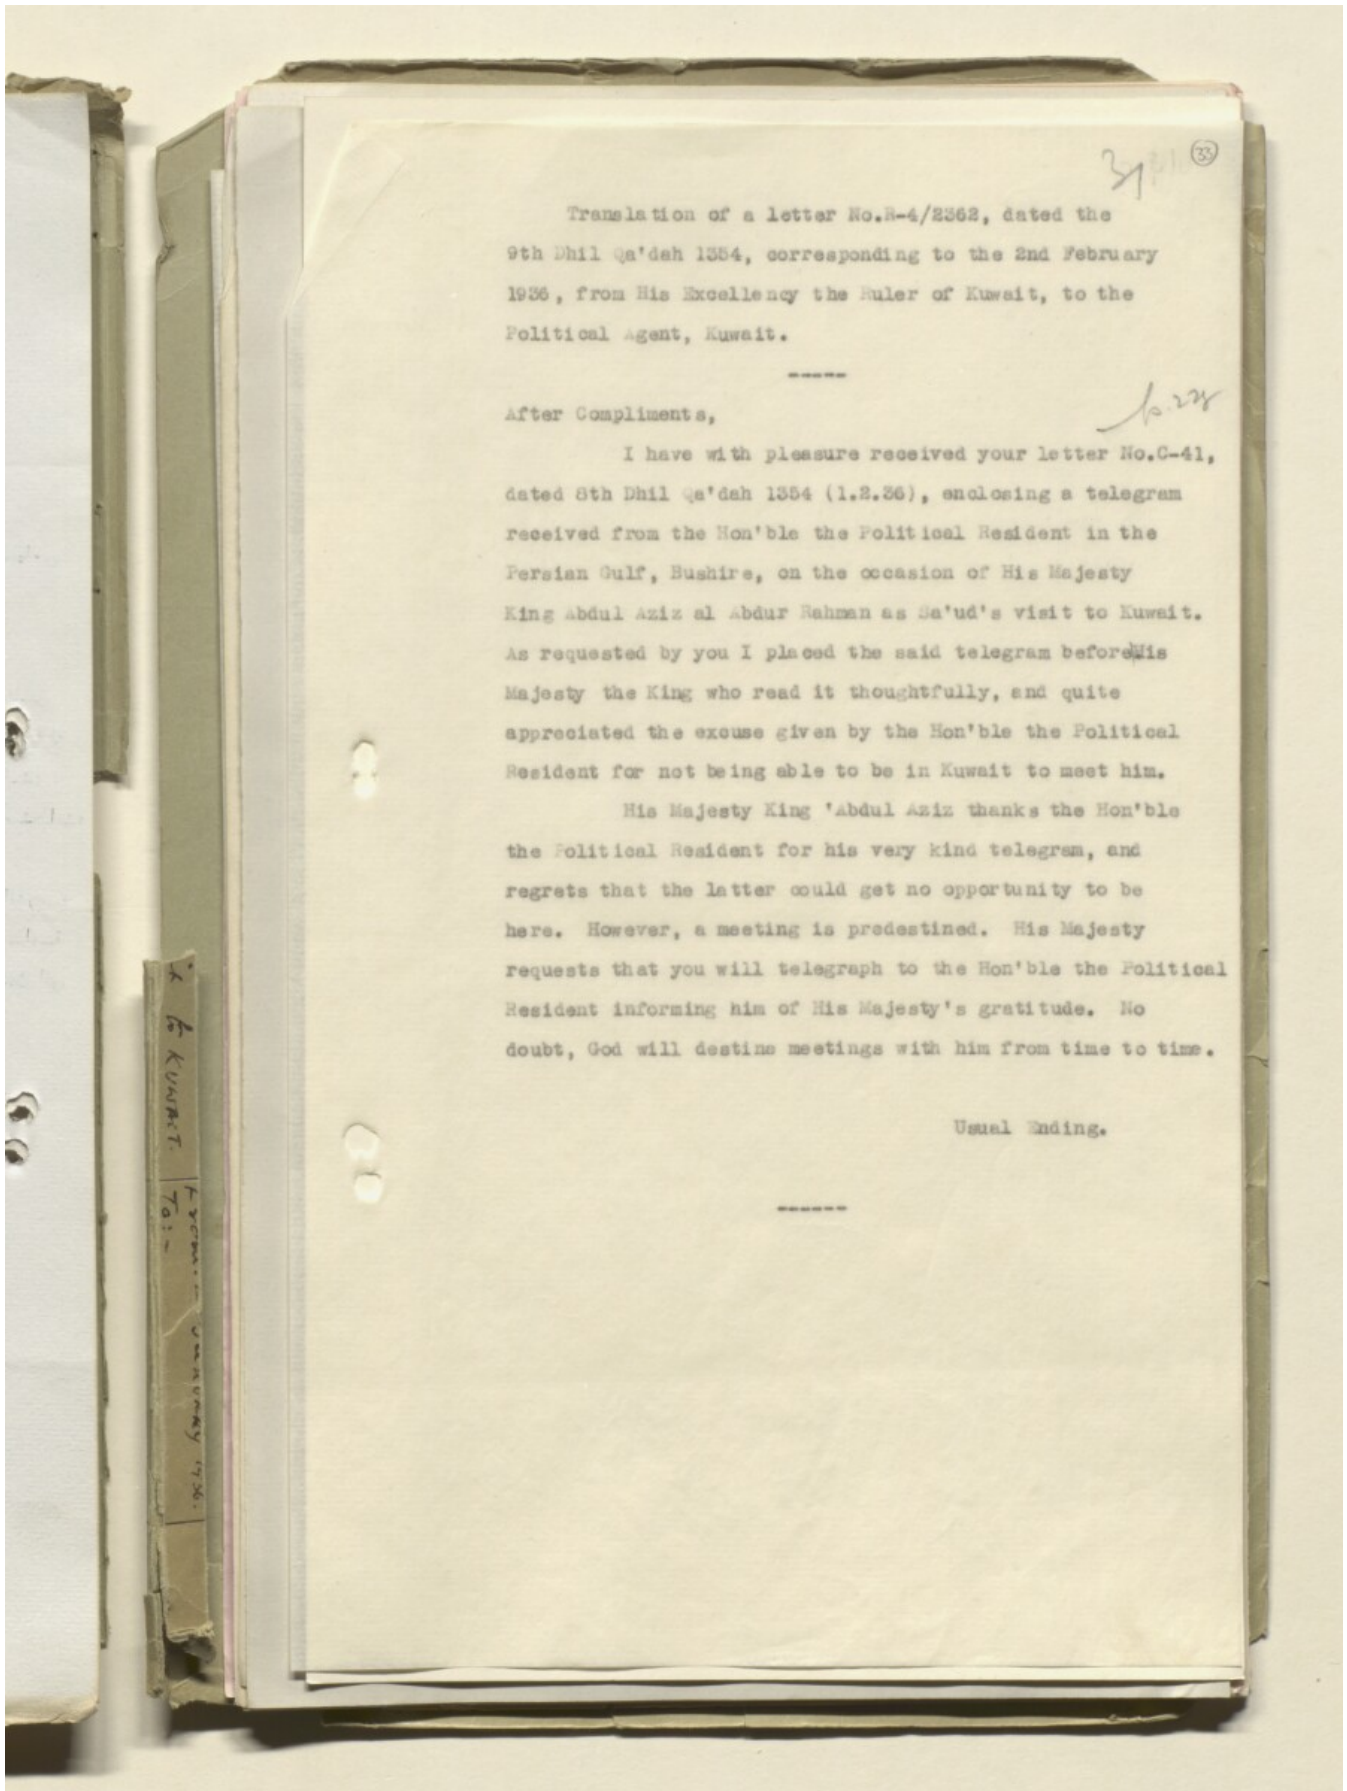 31
33
Translation of a letter No.R-4/2362, dated the
9th Dhil Qa'dah 1354, corresponding to the 2nd February
1936, from His Excellency the Ruler of Kuwait, to the
Political Agent, Kuwait.
-----
After Compliments,
p.22
I have with pleasure received your letter No.C-41,
dated 8th Dhil Qa'dah 1354 (1.2.36), enclosing a telegram
received from the Hon'ble the Political Resident in the
Persian Gulf, Bushire, on the occasion of His Majesty
King Abdul Aziz al Abdur Rahman as Sa'ud's visit to Kuwait.
As requested by you I placed the said telegram before His
Majesty the King who read it thoughtfully, and quite
appreciated the excuse given by the Hon'ble the Political
Resident for not being able to be in Kuwait to meet him.
His Majesty King 'Abdul Aziz thanks the Hon'ble
the Political Resident for his very kind telegram, and
regrets that the latter could get no opportunity to be
here. However, a meeting is predestined. His Majesty
requests that you will telegraph to the Hon'ble the Political
Resident informing him of His Majesty's gratitude. No
doubt, God will destine meetings with him from time to time.
Usual Ending.
------
to KUWAIT.
From:- January 1936.
To:-